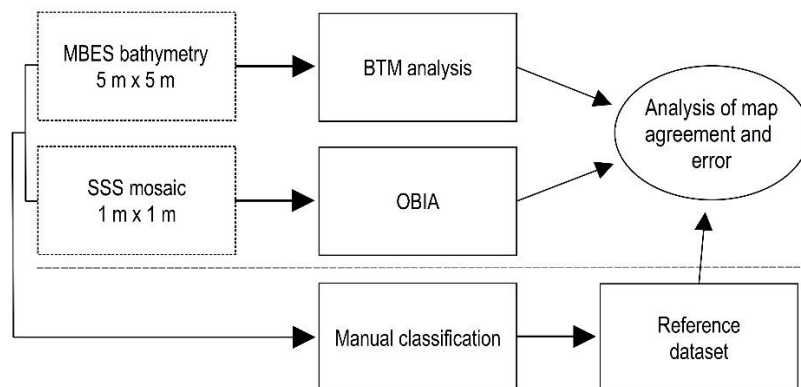 MBES bathymetry
5 m x 5 m
BTM analysis
Analysis of map
agreement and
error
SSS mosaic
1 m x 1 m
OBIA
Manual classification
Reference
dataset